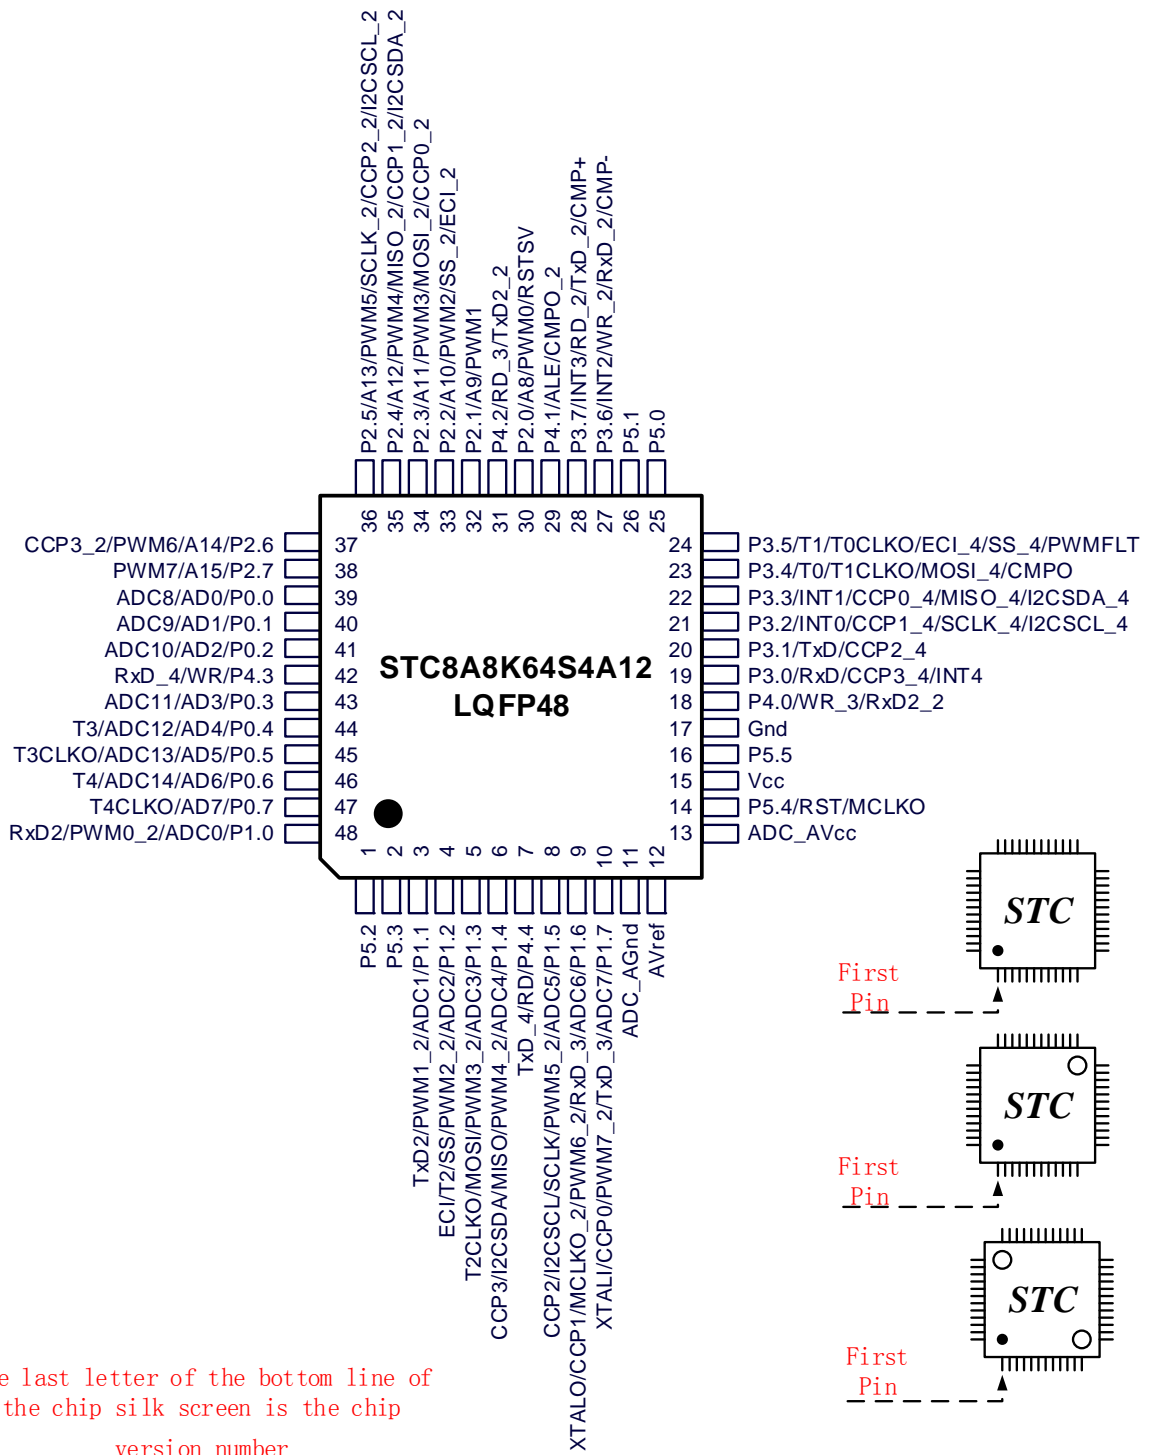 P2.5/A13/PWM5/SCLK_2/CCP2_2/I2CSCL_2
P2.4/A12/PWM4/MISO_2/CCP1_2/I2CSDA_2
P2.3/A11/PWM3/MOSI_2/CCP0_2
P2.2/A10/PWM2/SS_2/ECI_2
P2.1/A9/PWM1
P4.2/RD_3/TxD2_2
P2.0/A8/PWM0/RSTSV
P4.1/ALE/CMPO_2
P3.7/INT3/RD_2/TxD_2/CMP+
P3.6/INT2/WR_2/RxD_2/CMP-
P5.1
P5.0
36
35
34
33
32
31
30
29
28
27
26
25
CCP3_2/PWM6/A14/P2.6 37
PWM7/A15/P2.7 38
ADC8/AD0/P0.0 39
ADC9/AD1/P0.1 40
ADC10/AD2/P0.2 41
RxD_4/WR/P4.3 42
ADC11/AD3/P0.3 43
T3/ADC12/AD4/P0.4 44
T3CLKO/ADC13/AD5/P0.5 45
T4/ADC14/AD6/P0.6 46
T4CLKO/AD7/P0.7 47
RxD2/PWM0_2/ADC0/P1.0 48
STC8A8K64S4A12
LQFP48
24 P3.5/T1/T0CLKO/ECI_4/SS_4/PWMFLT
23 P3.4/T0/T1CLKO/MOSI_4/CMPO
22 P3.3/INT1/CCP0_4/MISO_4/I2CSDA_4
21 P3.2/INT0/CCP1_4/SCLK_4/I2CSCL_4
20 P3.1/TxD/CCP2_4
19 P3.0/RxD/CCP3_4/INT4
18 P4.0/WR_3/RxD2_2
17 Gnd
16 P5.5
15 Vcc
14 P5.4/RST/MCLKO
13 ADC_AVcc
1
2
3
4
5
6
7
8
9
10
11
12
P5.2
P5.3
TxD2/PWM1_2/ADC1/P1.1
ECI/T2/SS/PWM2_2/ADC2/P1.2
T2CLKO/MOSI/PWM3_2/ADC3/P1.3
CCP3/I2CSDA/MISO/PWM4_2/ADC4/P1.4
TxD_4/RD/P4.4
CCP2/I2CSCL/SCLK/PWM5_2/ADC5/P1.5
XTALO/CCP1/MCLKO_2/PWM6_2/RxD_3/ADC6/P1.6
XTALI/CCP0/PWM7_2/TxD_3/ADC7/P1.7
ADC_AGnd
AVref
STC
First
Pin
STC
First
Pin
STC
First
Pin
e last letter of the bottom line of
the chip silk screen is the chip
version number